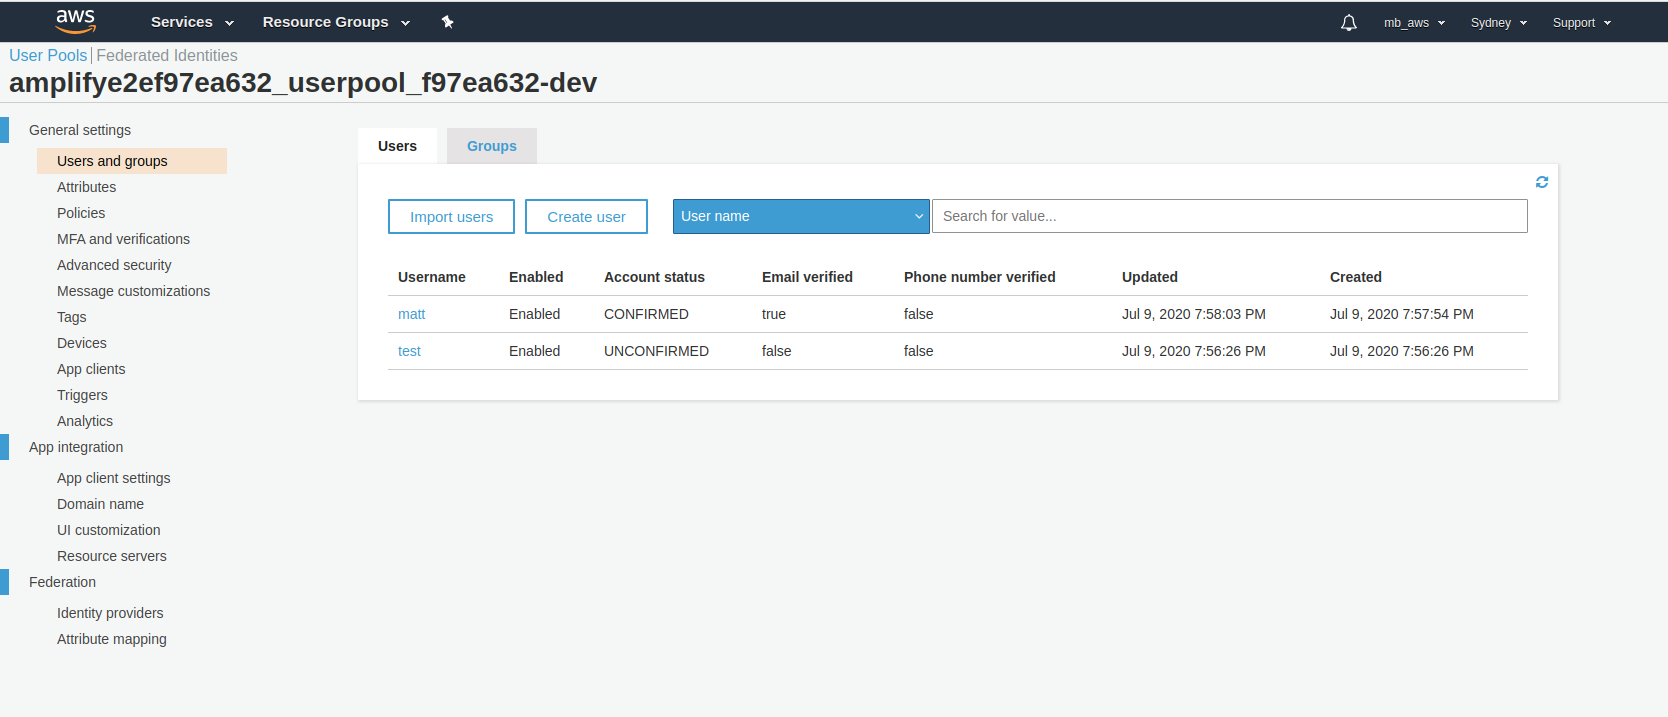 aws Services Resource Groups mb_aws Sydney Support
User Pools Federated Identities
amplifye2ef97ea632_userpool_f97ea632-dev
General settings
Users and groups
Attributes
Policies
MFA and verifications
Advanced security
Message customizations
Tags
Devices
App clients
Triggers
Analytics
App integration
App client settings
Domain name
UI customization
Resource servers
Federation
Identity providers
Attribute mapping
Users Groups
Import users Create user User name Search for value...
Username Enabled Account status Email verified Phone number verified Updated Created
matt Enabled CONFIRMED true false Jul 9, 2020 7:58:03 PM Jul 9, 2020 7:57:54 PM
test Enabled UNCONFIRMED false false Jul 9, 2020 7:56:26 PM Jul 9, 2020 7:56:26 PM